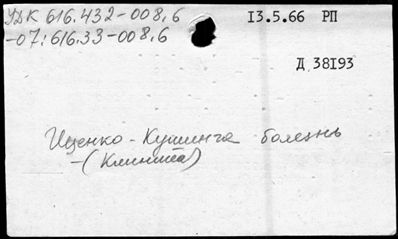 УДК 616.432-008,6
-07:616.33-008,6
13.5.66 РП
Д 38193
Иценко-Кушинга болезнь
-(Клиника)